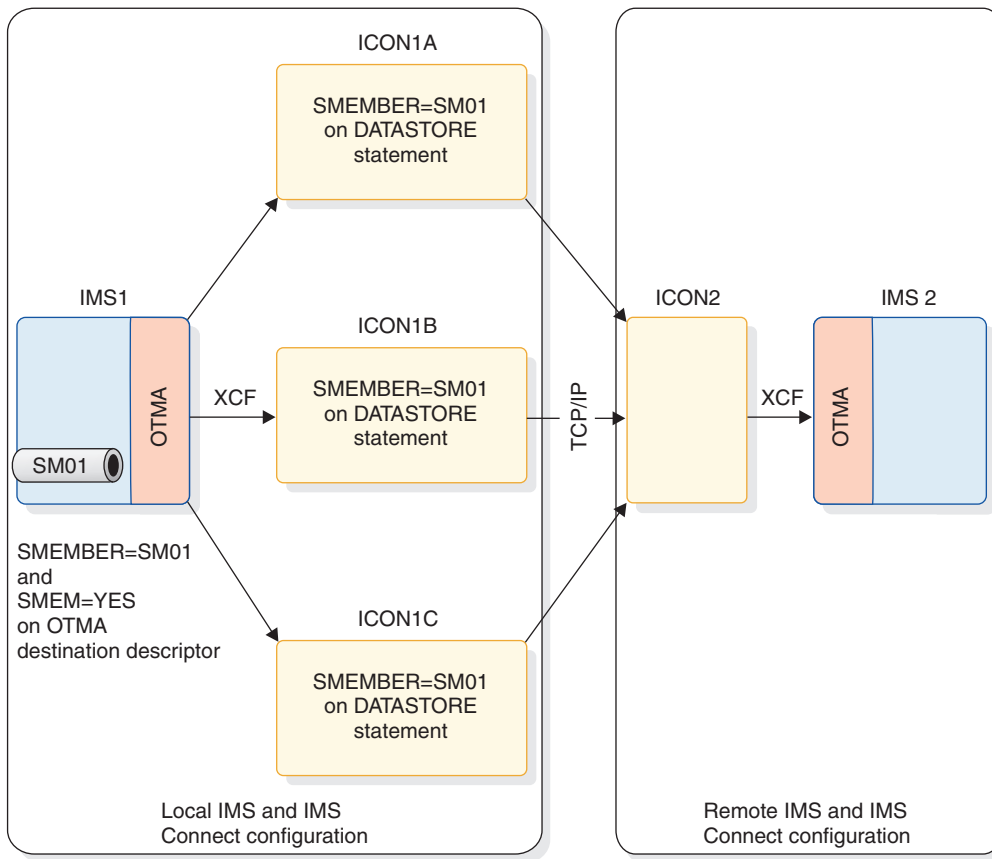 ICON1A
SMEMBER=SM01
on DATASTORE
statement
IMS1
OTMA
SM01
XCF
ICON1B
SMEMBER=SM01
on DATASTORE
statement
TCP/IP
ICON2
XCF
IMS 2
OTMA
SMEMBER=SM01
and
SMEM=YES
on OTMA
destination descriptor
ICON1C
SMEMBER=SM01
on DATASTORE
statement
Local IMS and IMS
Connect configuration
Remote IMS and IMS
Connect configuration